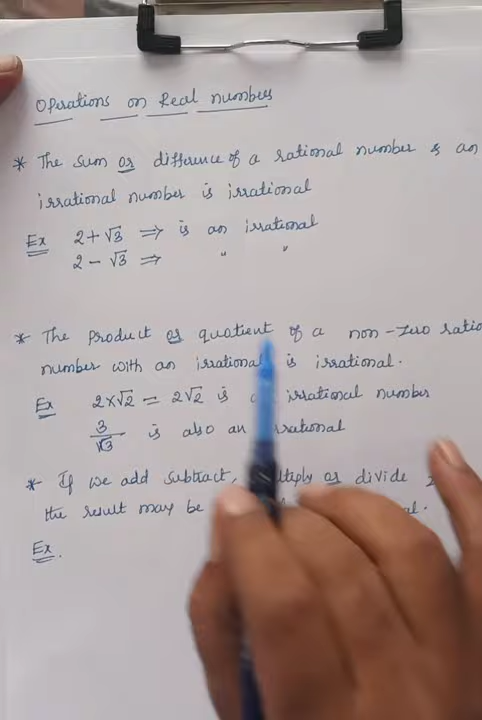 Operations on Real numbers
* The sum or difference of a rational number & an
irrational number is irrational
Ex 2+√3 ⇒ is an irrational
2-√3 ⇒ " "
* The product or quotient of a non-zero ratio
number with an irrational is irrational.
Ex 2×√2 = 2√2 is irrational number
3/√3 is also an irrational
* If we add subtract, or divide
the result may be
Ex.